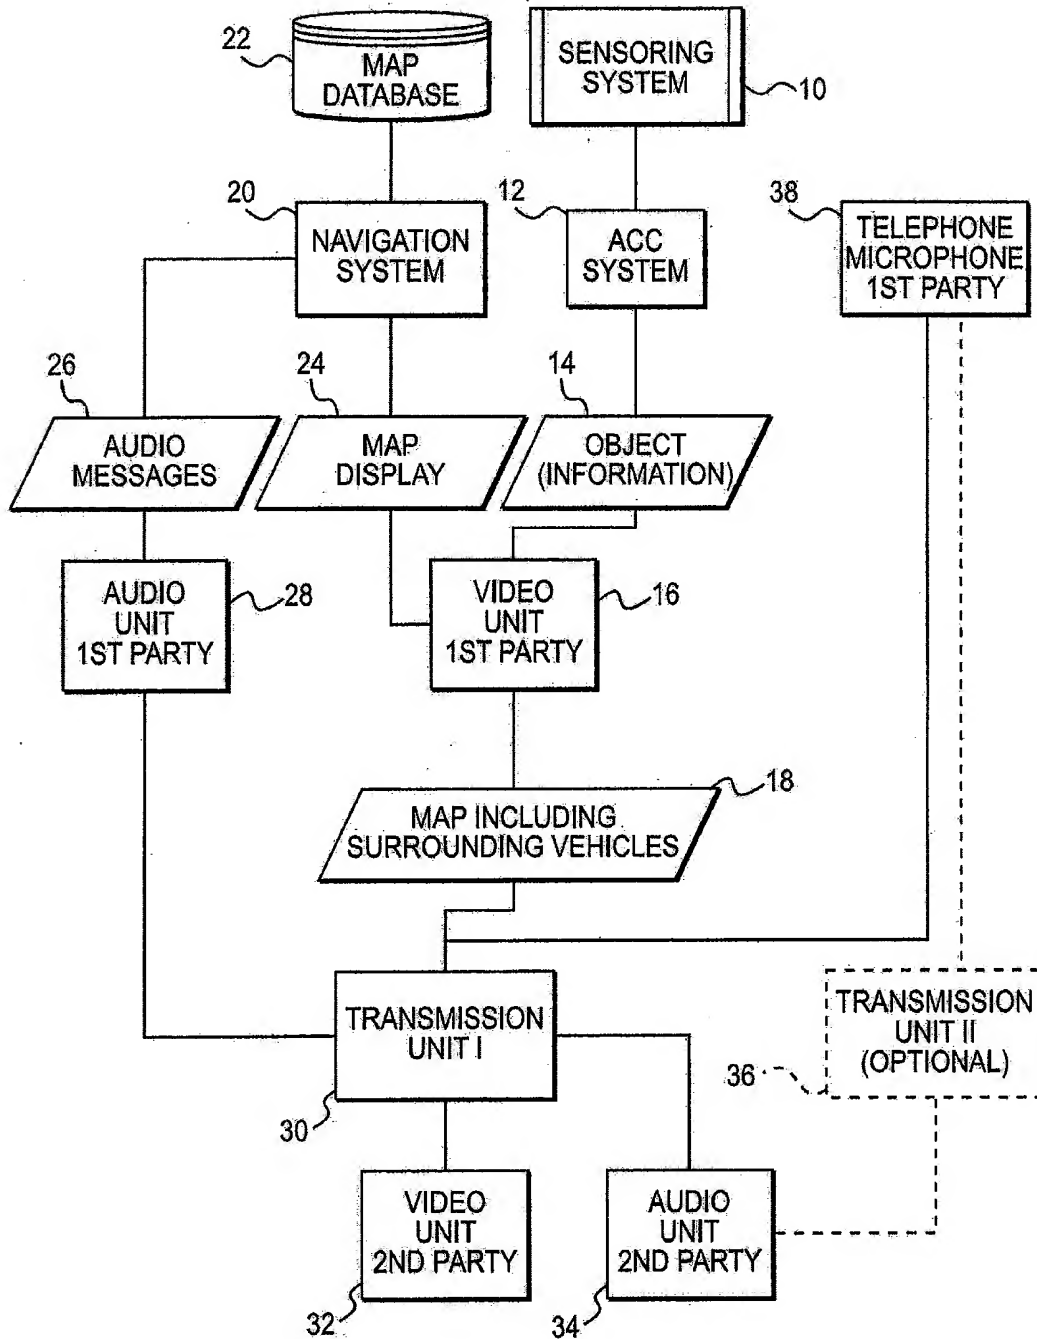 22
MAP
DATABASE
SENSORING
SYSTEM
10
20
NAVIGATION
SYSTEM
12
ACC
SYSTEM
38
TELEPHONE
MICROPHONE
1ST PARTY
26
AUDIO
MESSAGES
24
MAP
DISPLAY
14
OBJECT
(INFORMATION)
AUDIO
UNIT
1ST PARTY
28
VIDEO
UNIT
1ST PARTY
16
18
MAP INCLUDING
SURROUNDING VEHICLES
TRANSMISSION
UNIT I
30
TRANSMISSION
UNIT II
(OPTIONAL)
36
VIDEO
UNIT
2ND PARTY
32
AUDIO
UNIT
2ND PARTY
34